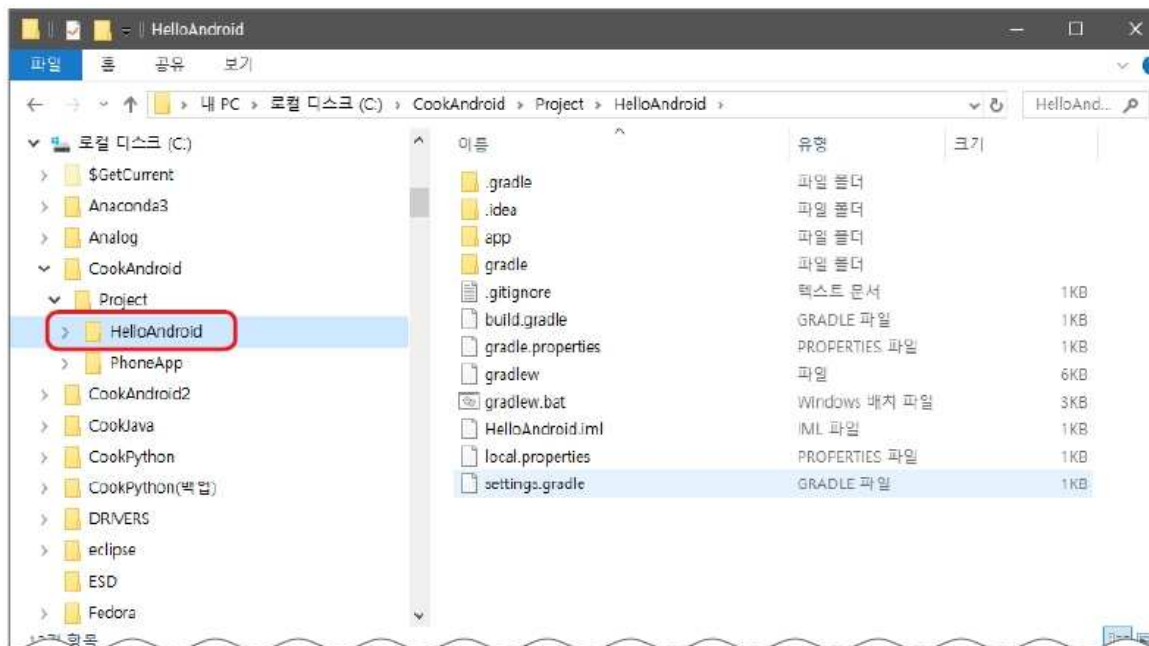 HelloAndroid
파일 홈 공유 보기
내 PC > 로컬 디스크 (C:) > CookAndroid > Project > HelloAndroid >
HelloAnd...
로컬 디스크 (C:)
$GetCurrent
Anaconda3
Analog
CookAndroid
Project
HelloAndroid
PhoneApp
CookAndroid2
CookJava
CookPython
CookPython(백업)
DRIVERS
eclipse
ESD
Fedora
이름 유형 크기
.gradle 파일 폴더
.idea 파일 폴더
app 파일 폴더
gradle 파일 폴더
.gitignore 텍스트 문서 1KB
build.gradle GRADLE 파일 1KB
gradle.properties PROPERTIES 파일 1KB
gradlew 파일 6KB
gradlew.bat Windows 배치 파일 3KB
HelloAndroid.iml IML 파일 1KB
local.properties PROPERTIES 파일 1KB
settings.gradle GRADLE 파일 1KB
항목